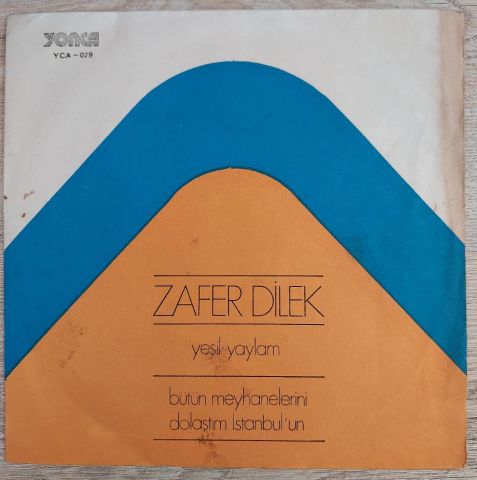 YONCA
YCA-029
ZAFER DİLEK
yeşil yaylam
bütün meyhanelerini
dolaştım İstanbul'un